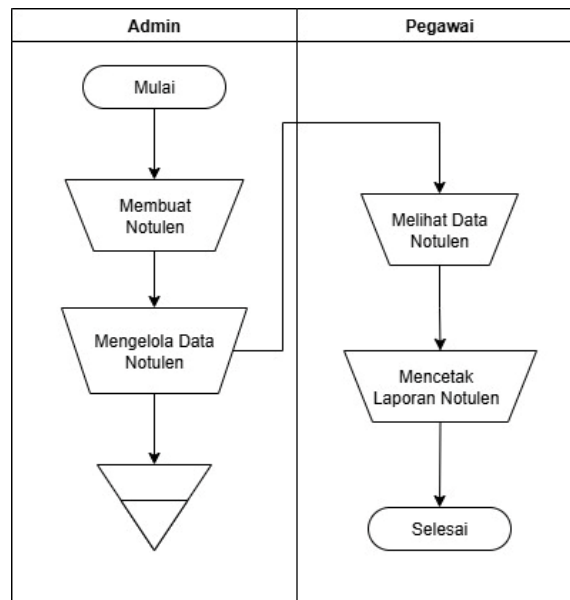 Admin
Pegawai
Mulai
Membuat
Notulen
Mengelola Data
Notulen
Melihat Data
Notulen
Mencetak
Laporan Notulen
Selesai